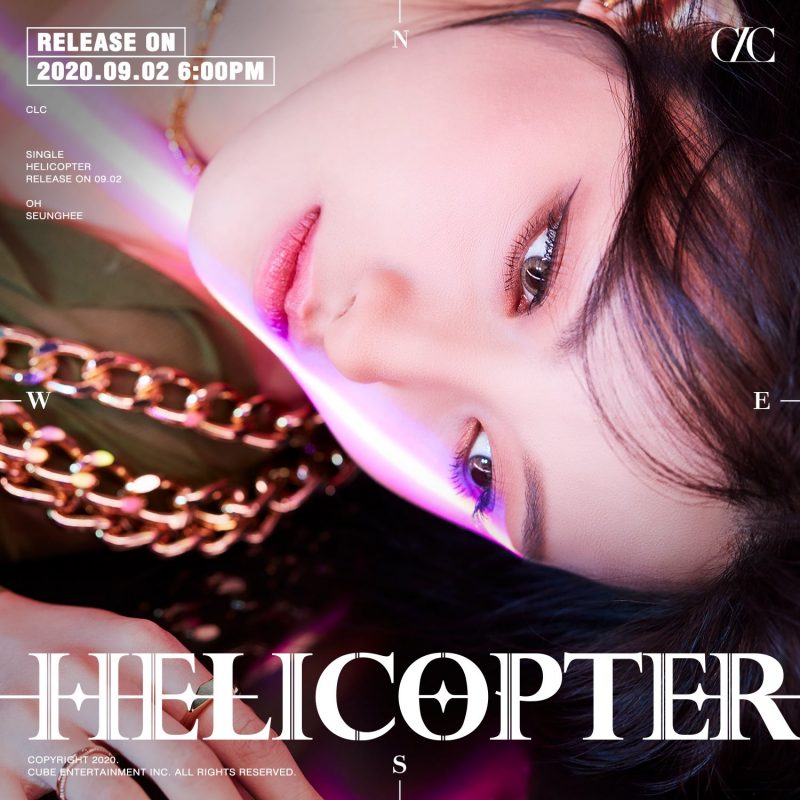 RELEASE ON
2020.09.02 6:00PM
N
CLC
CLC
SINGLE
HELICOPTER
RELEASE ON 09.02
OH
SEUNGHEE
W
E
HELICOPTER
COPYRIGHT 2020.
CUBE ENTERTAINMENT INC. ALL RIGHTS RESERVED.
S